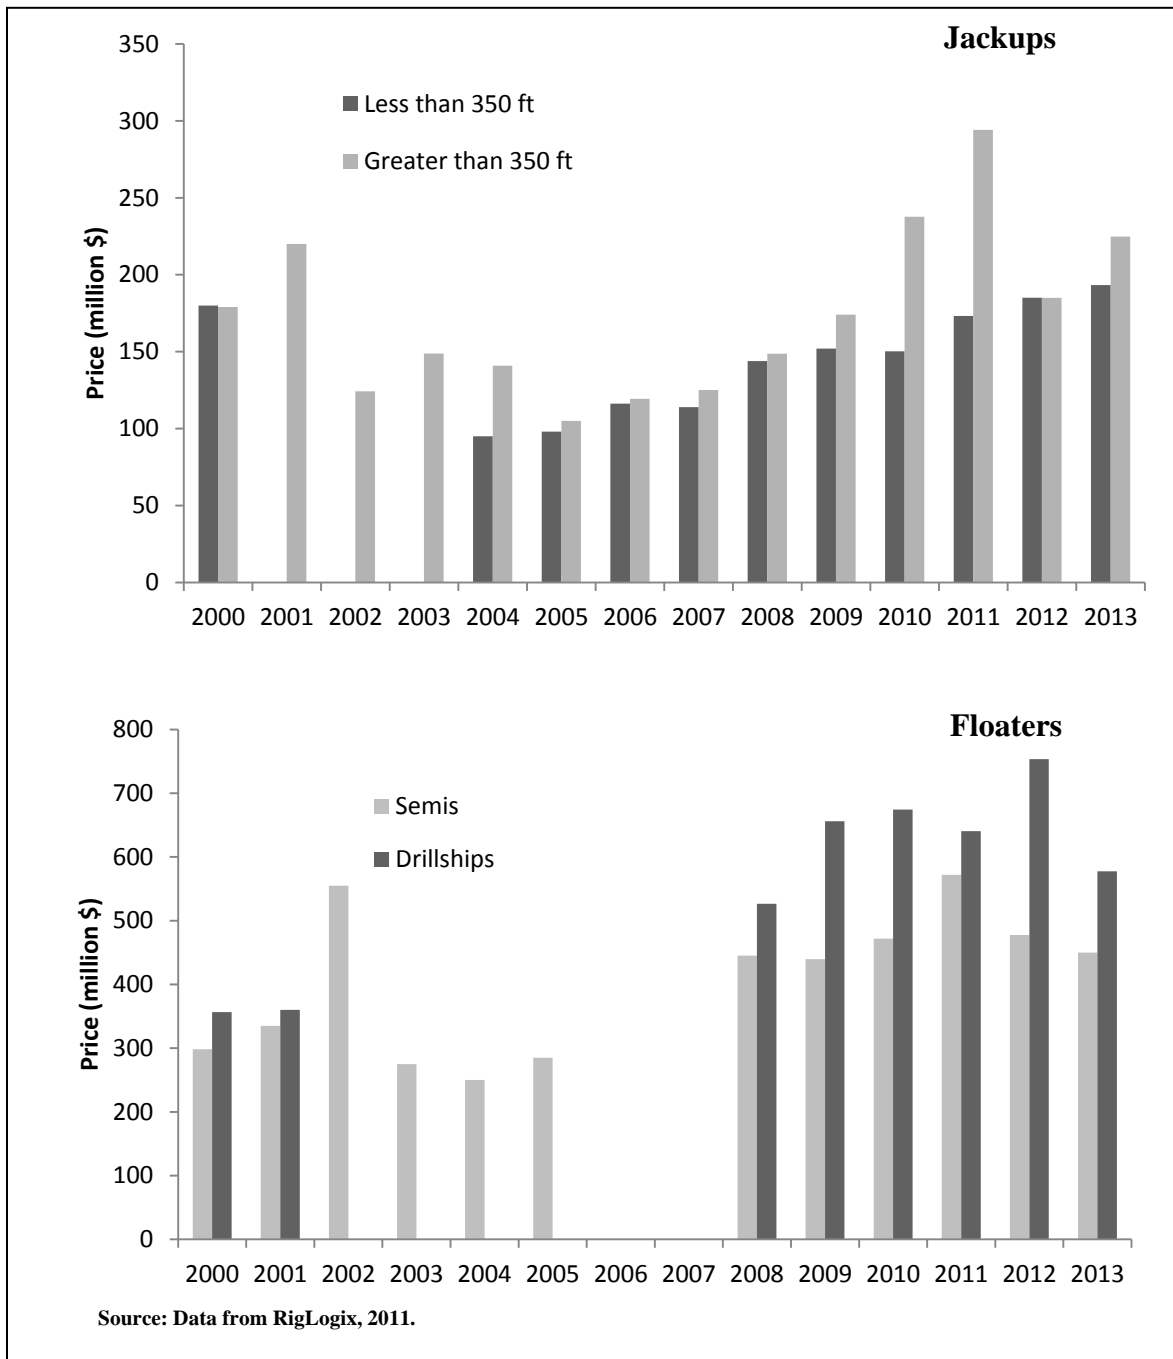 Jackups
350
300
250
200
150
100
50
0
Price (million $)
Less than 350 ft
Greater than 350 ft
2000 2001 2002 2003 2004 2005 2006 2007 2008 2009 2010 2011 2012 2013
Floaters
800
700
600
500
400
300
200
100
0
Price (million $)
Semis
Drillships
2000 2001 2002 2003 2004 2005 2006 2007 2008 2009 2010 2011 2012 2013
Source: Data from RigLogix, 2011.